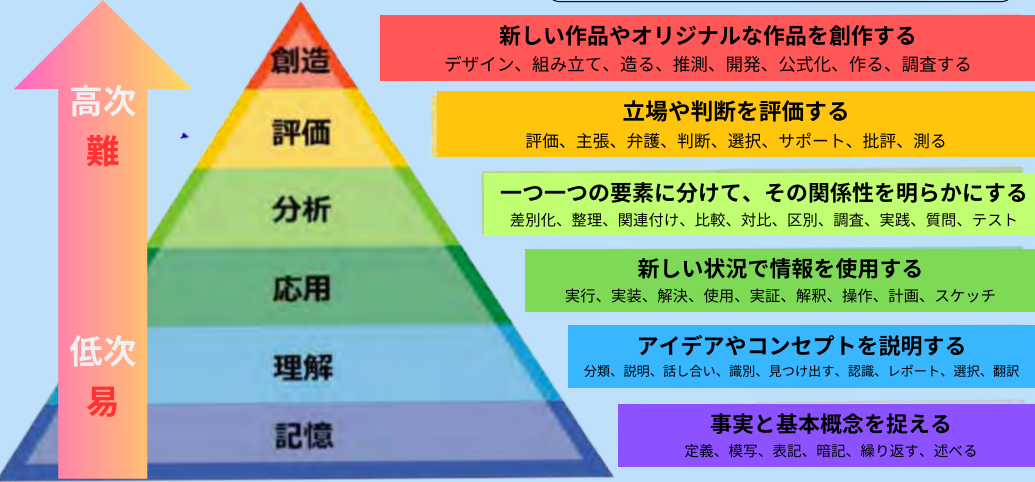 創造
新しい作品やオリジナルな作品を創作する
デザイン、組み立て、造る、推測、開発、公式化、作る、調査する
高次
難
評価
立場や判断を評価する
評価、主張、弁護、判断、選択、サポート、批評、測る
分析
一つ一つの要素に分けて、その関係性を明らかにする
差別化、整理、関連付け、比較、対比、区別、調査、実践、質問、テスト
応用
新しい状況で情報を使用する
実行、実装、解決、使用、実証、解釈、操作、計画、スケッチ
低次
易
理解
アイデアやコンセプトを説明する
分類、説明、話し合い、識別、見つけ出す、認識、レポート、選択、翻訳
記憶
事実と基本概念を捉える
定義、模写、表記、暗記、繰り返す、述べる